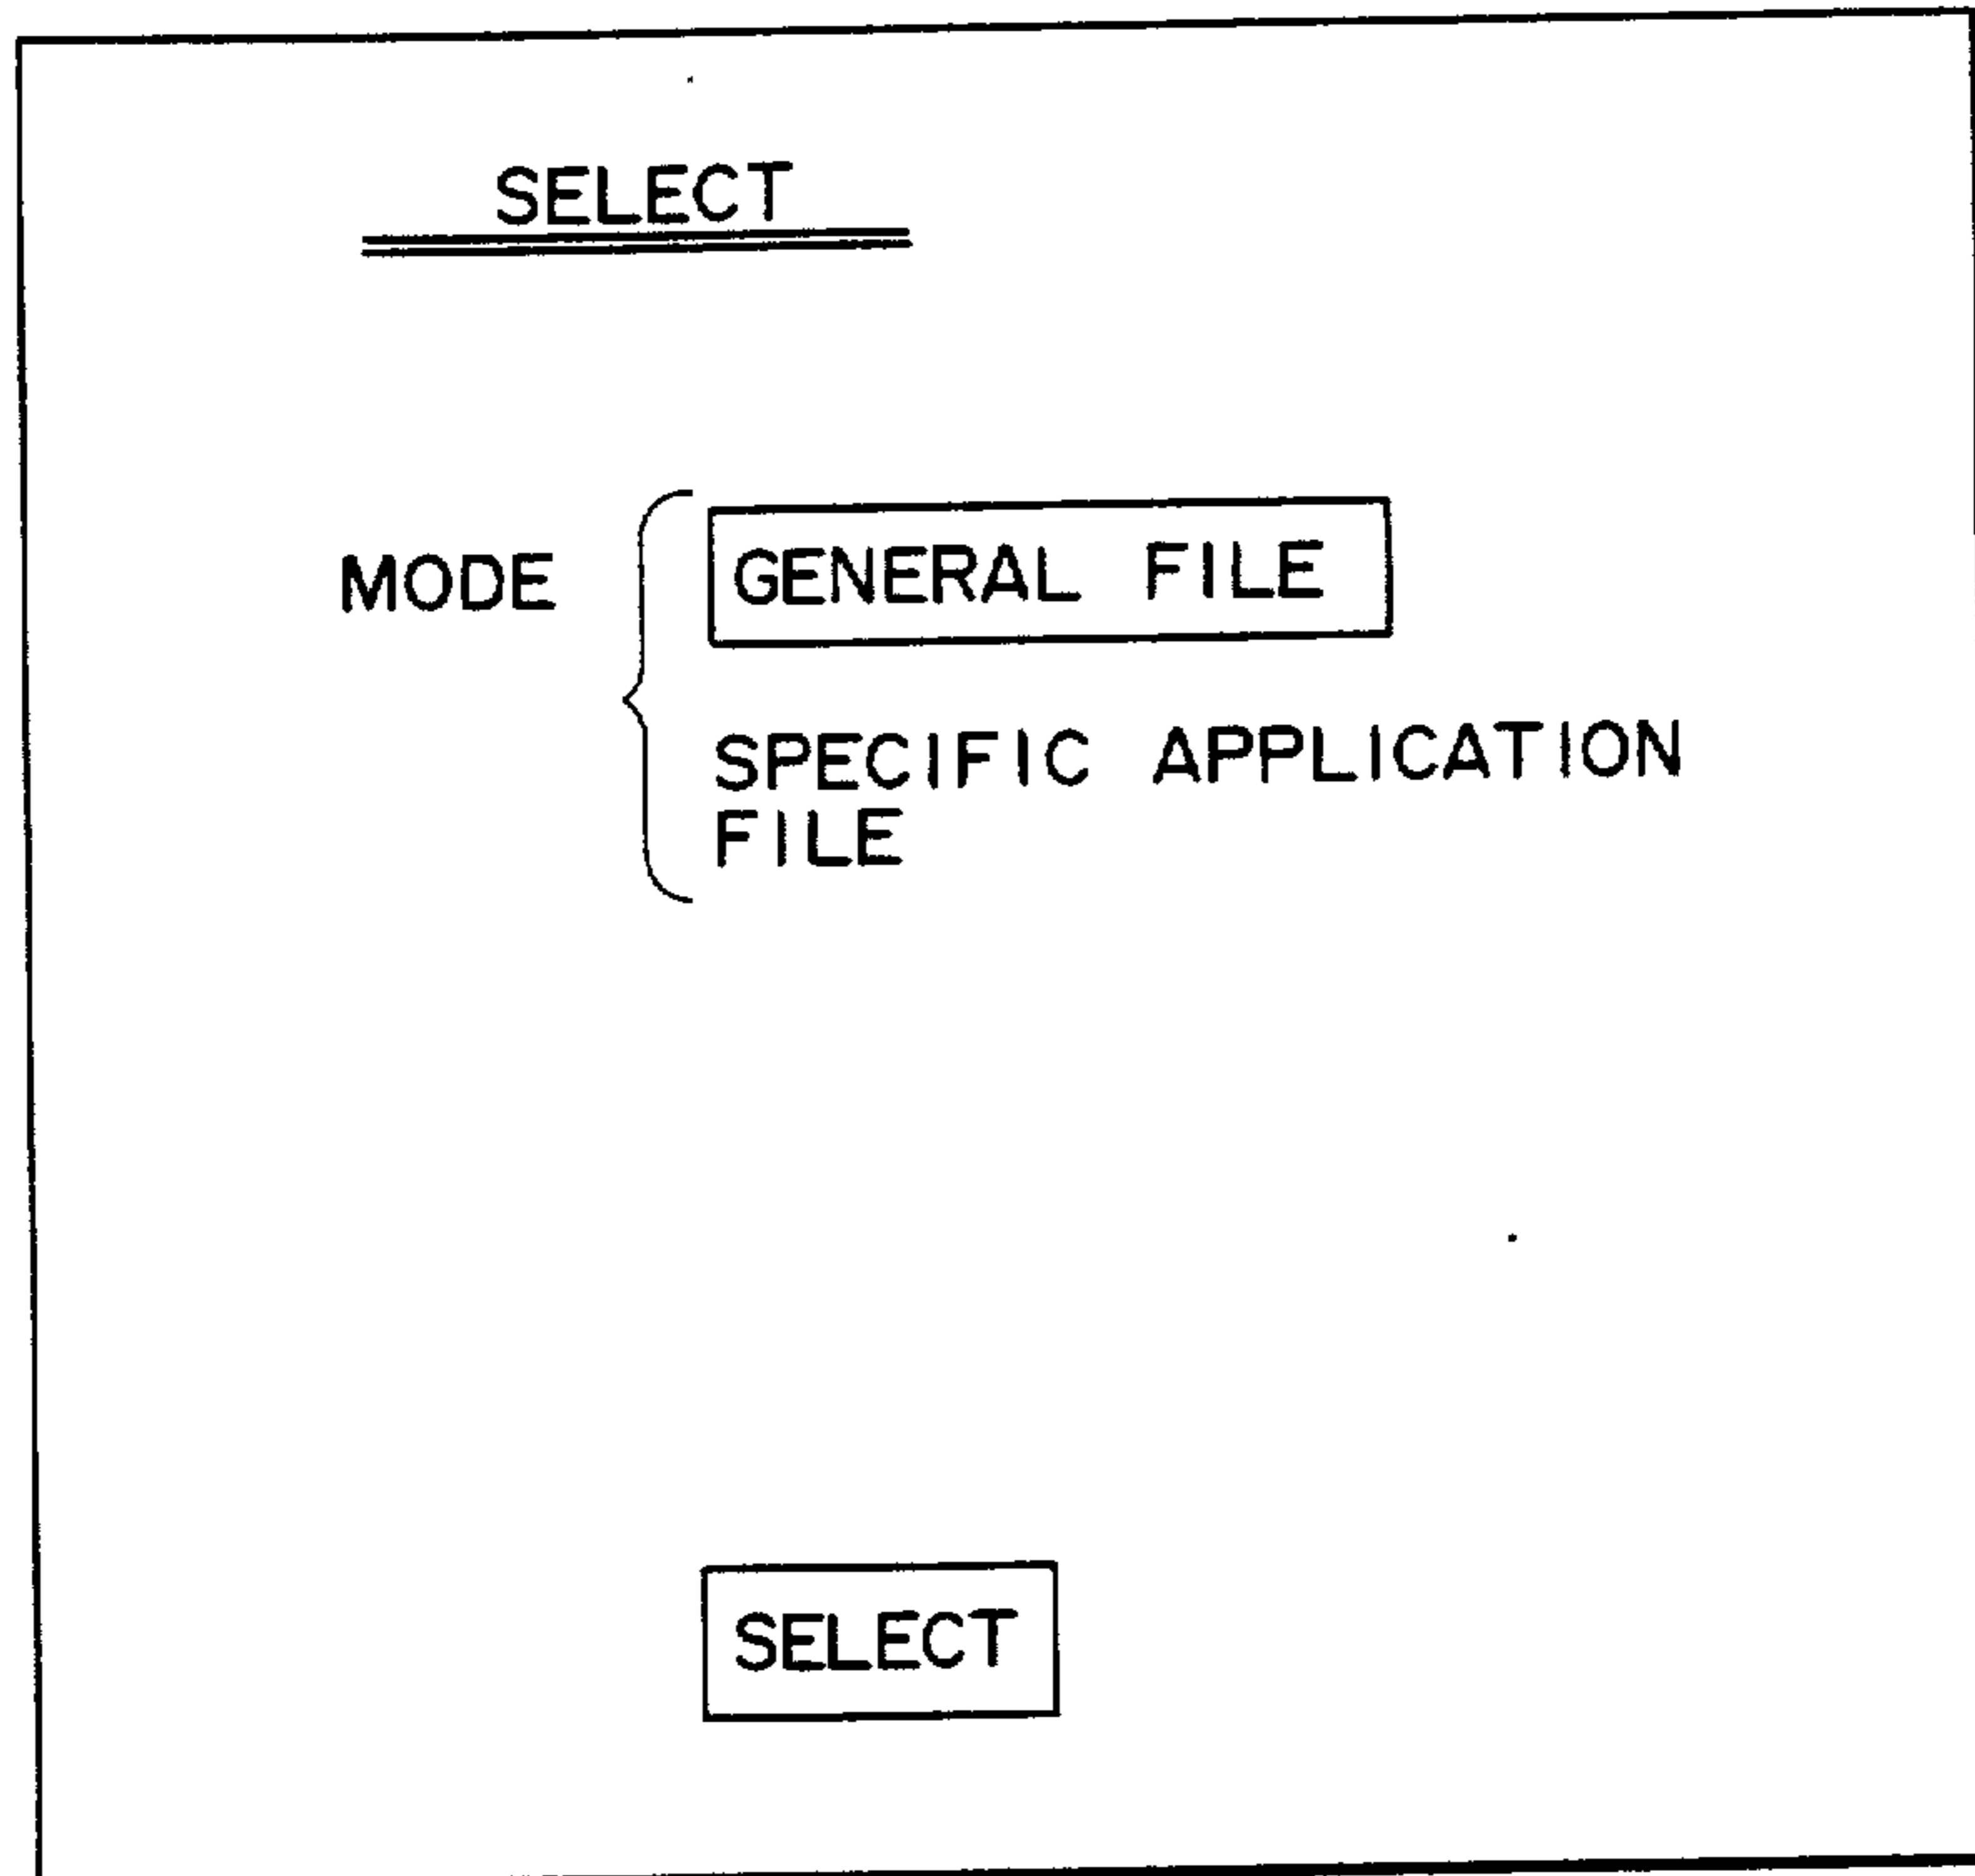 SELECT
MODE
GENERAL FILE
SPECIFIC APPLICATION
FILE
SELECT